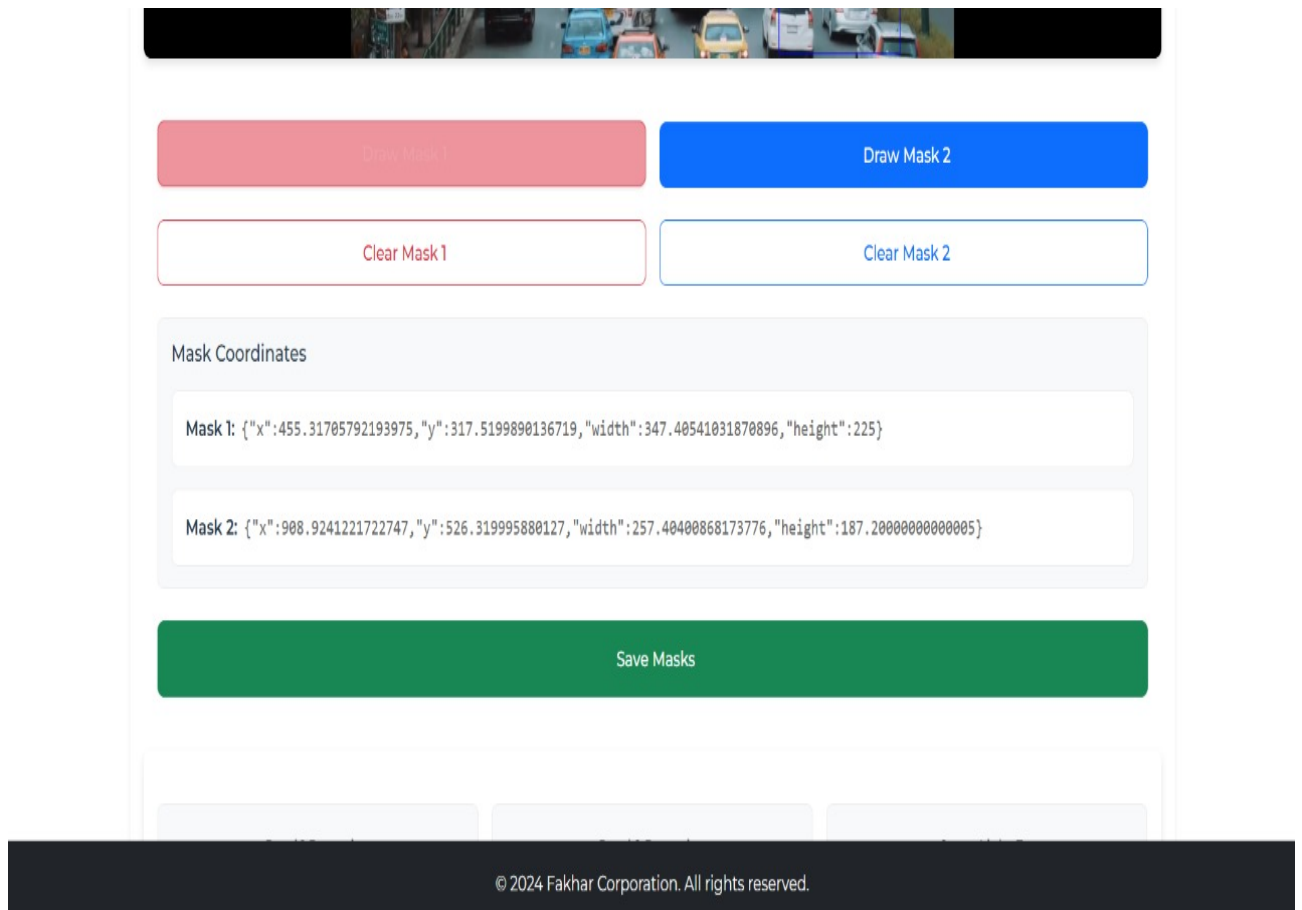 Draw Mask 1
Draw Mask 2
Clear Mask 1
Clear Mask 2
Mask Coordinates
Mask 1: {"x":455.31705792193975,"y":317.5199890136719,"width":347.40541031870896,"height":225}
Mask 2: {"x":908.9241221722747,"y":526.319995880127,"width":257.40400868173776,"height":187.20000000000005}
Save Masks
© 2024 Fakhar Corporation. All rights reserved.